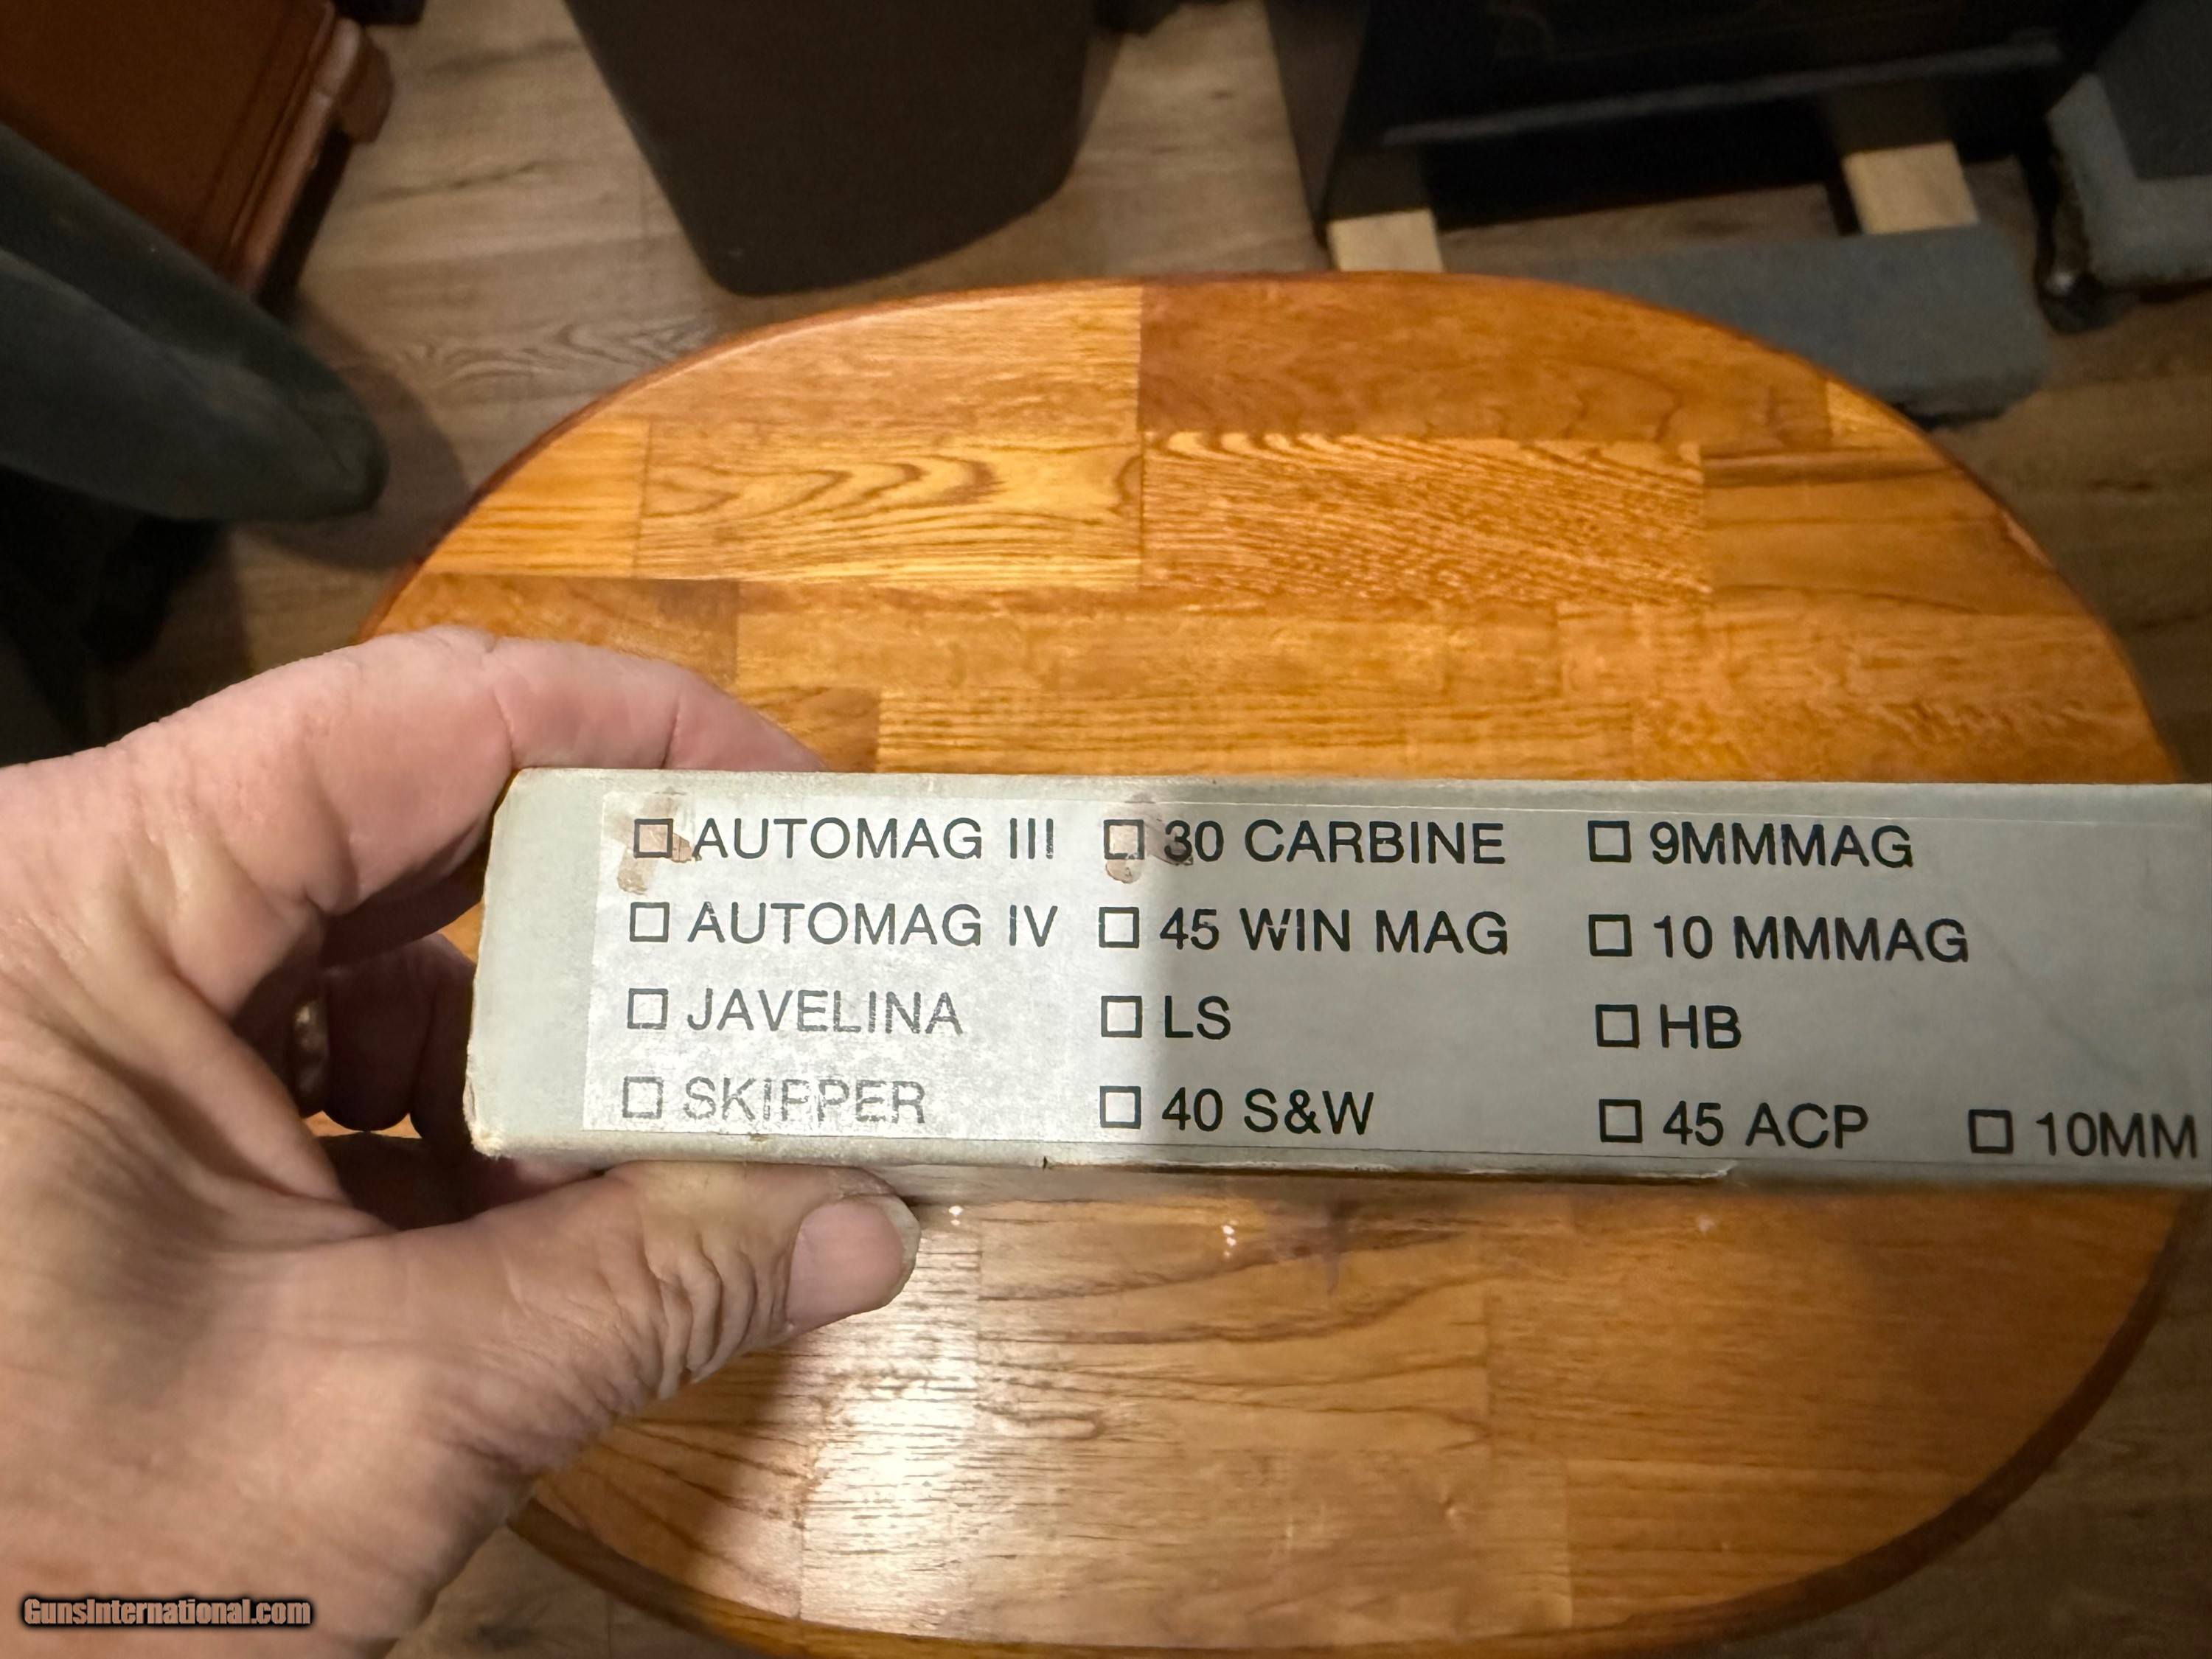 ☐ AUTOMAG III ☐ 30 CARBINE ☐ 9MMMAG
☐ AUTOMAG IV ☐ 45 WIN MAG ☐ 10 MMMAG
☐ JAVELINA ☐ LS ☐ HB
☐ SKIPPER ☐ 40 S&W ☐ 45 ACP ☐ 10MM
GunsInternational.com